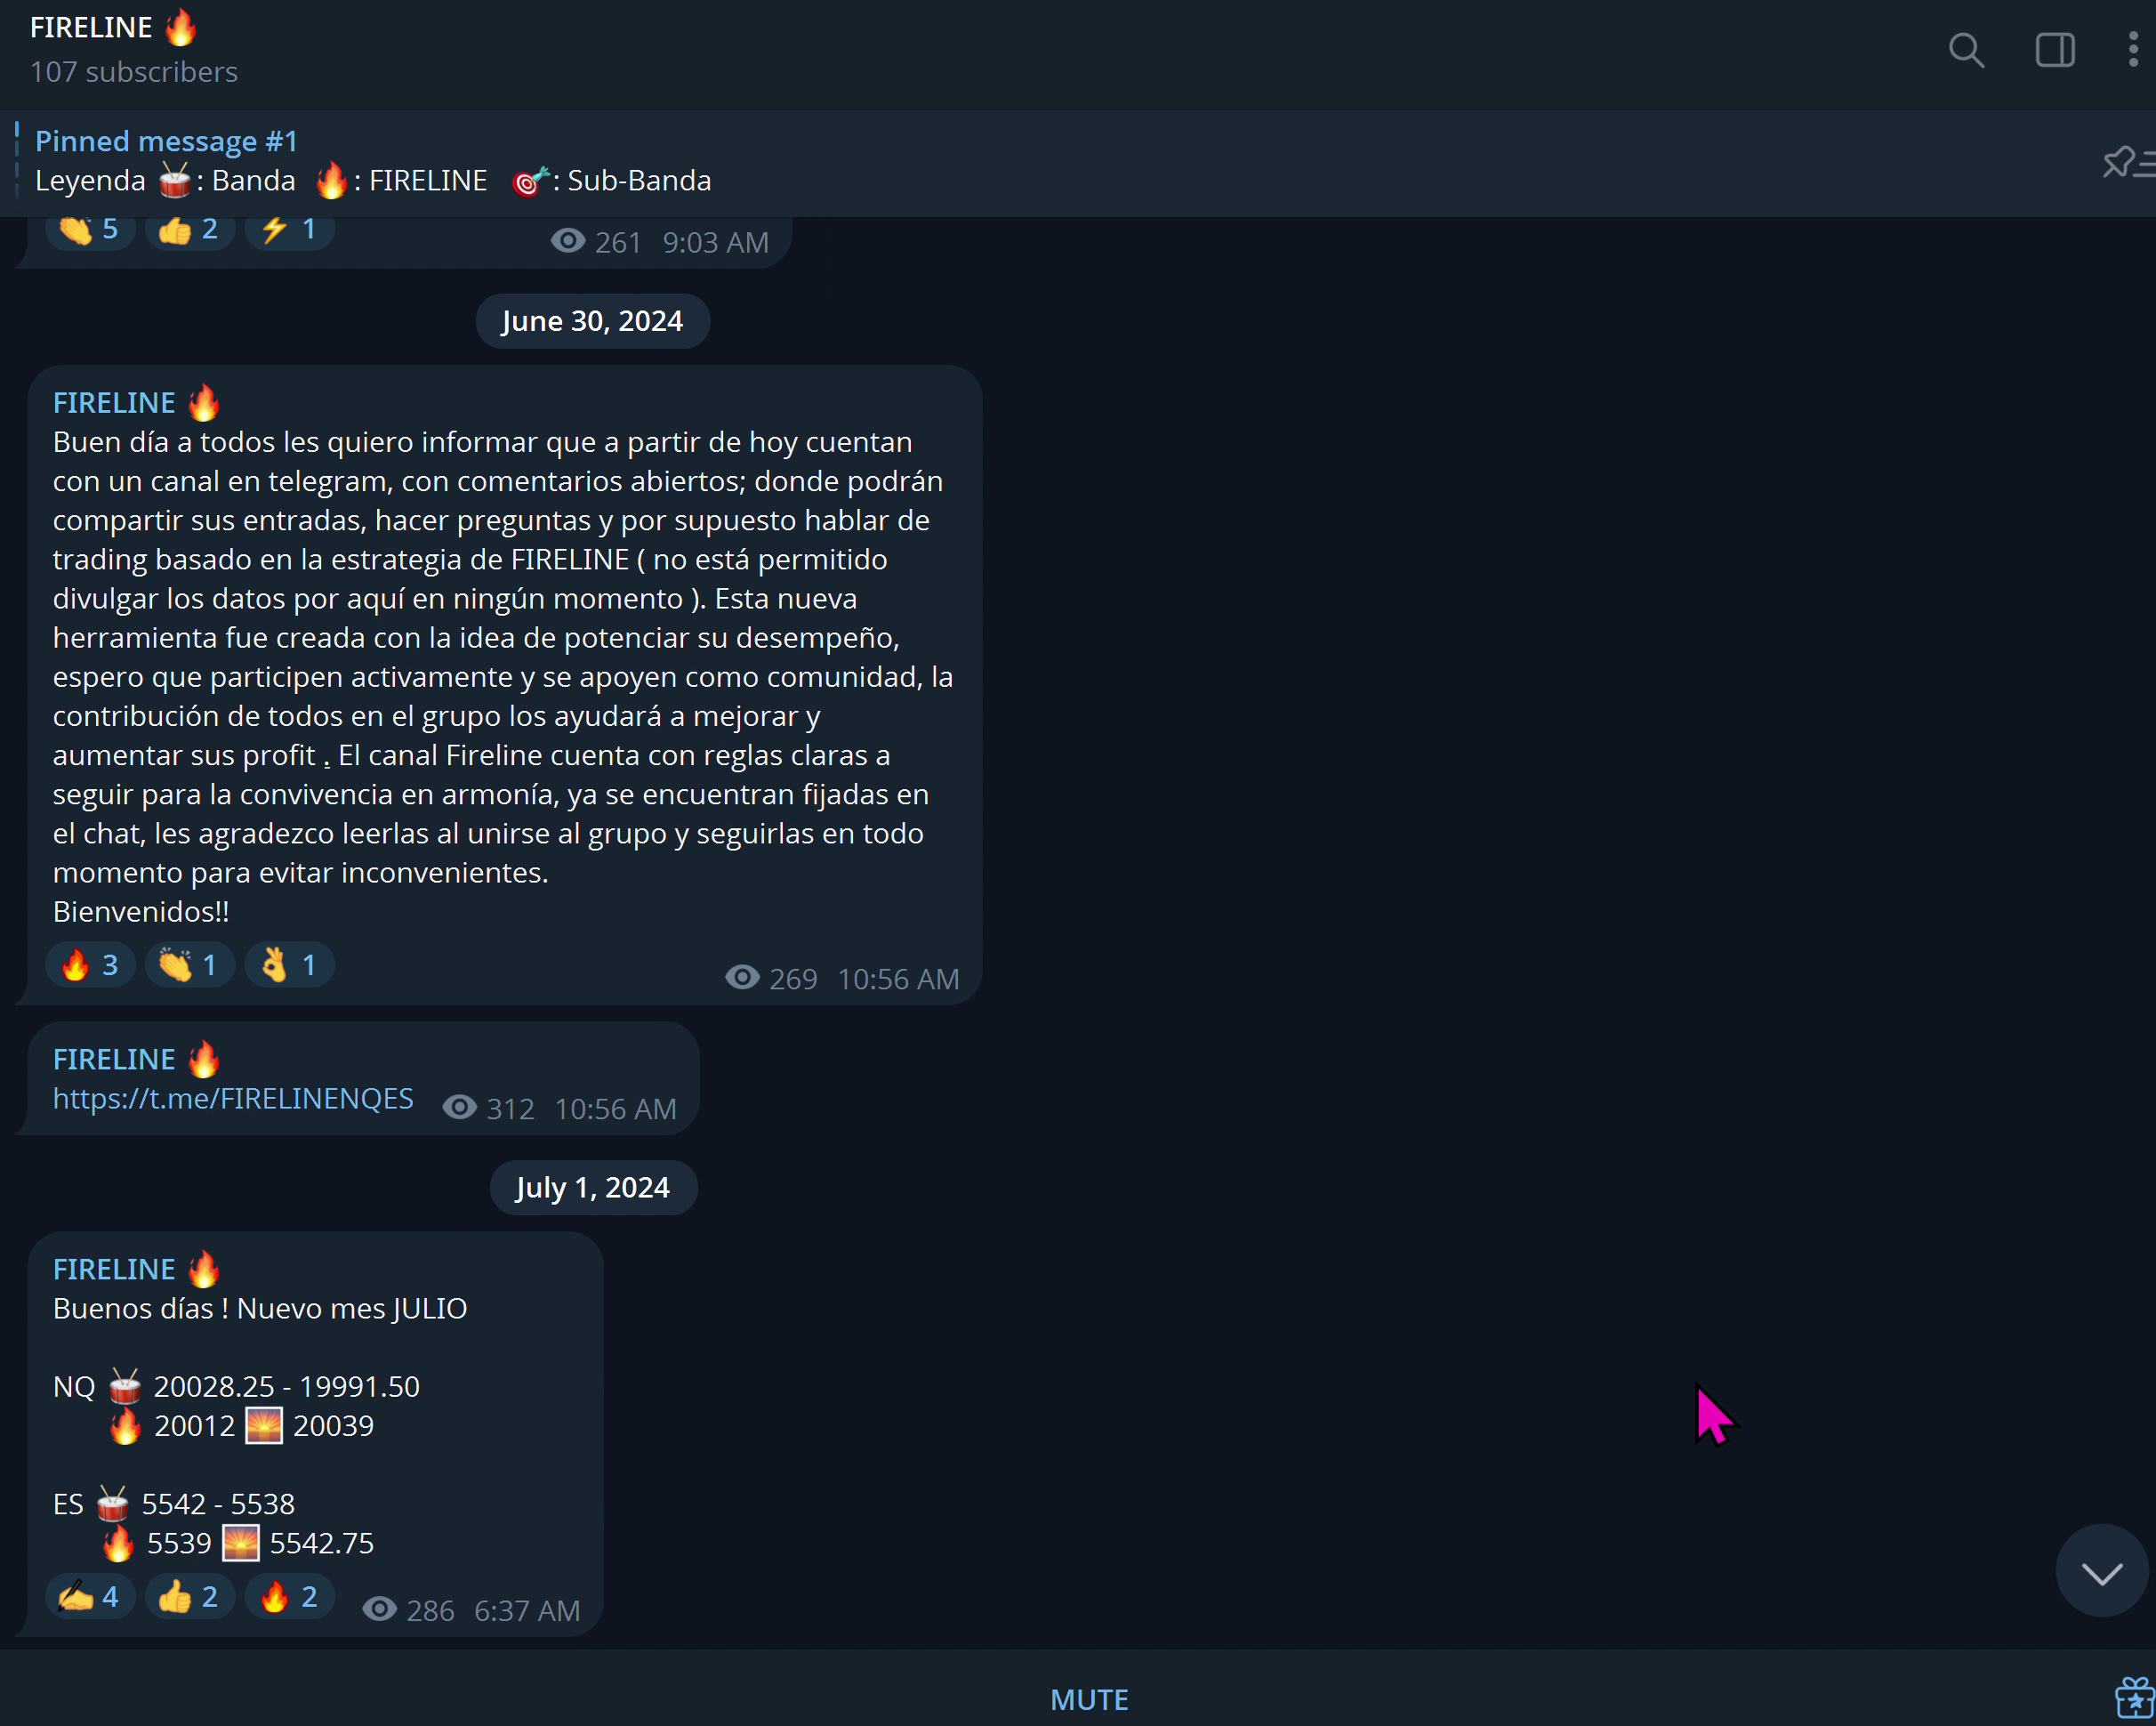 FIRELINE 🔥
107 subscribers
Pinned message #1
Leyenda 🥁: Banda 🔥: FIRELINE 🎯: Sub-Banda
👏 5 👍 2 ⚡ 1 261 9:03 AM
June 30, 2024
FIRELINE 🔥
Buen día a todos les quiero informar que a partir de hoy cuentan
con un canal en telegram, con comentarios abiertos; donde podrán
compartir sus entradas, hacer preguntas y por supuesto hablar de
trading basado en la estrategia de FIRELINE ( no está permitido
divulgar los datos por aquí en ningún momento ). Esta nueva
herramienta fue creada con la idea de potenciar su desempeño,
espero que participen activamente y se apoyen como comunidad, la
contribución de todos en el grupo los ayudará a mejorar y
aumentar sus profit . El canal Fireline cuenta con reglas claras a
seguir para la convivencia en armonía, ya se encuentran fijadas en
el chat, les agradezco leerlas al unirse al grupo y seguirlas en todo
momento para evitar inconvenientes.
Bienvenidos!!
🔥 3 👏 1 👌 1 269 10:56 AM
FIRELINE 🔥
https://t.me/FIRELINENQES 312 10:56 AM
July 1, 2024
FIRELINE 🔥
Buenos días ! Nuevo mes JULIO
NQ 🥁 20028.25 - 19991.50
🔥 20012 🌅 20039
ES 🥁 5542 - 5538
🔥 5539 🌅 5542.75
✍ 4 👍 2 🔥 2 286 6:37 AM
MUTE